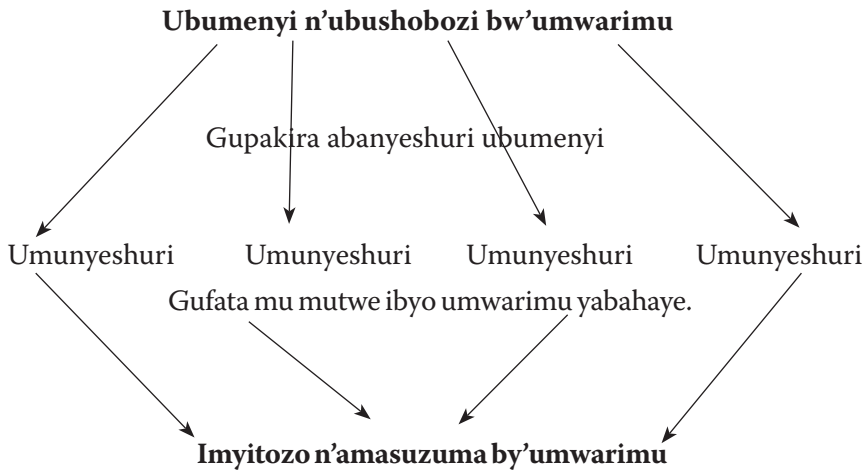 Ubumenyi n’ubushobozi bw’umwarimu
Gupakira abanyeshuri ubumenyi
Umunyeshuri Umunyeshuri Umunyeshuri Umunyeshuri
Gufata mu mutwe ibyo umwarimu yabahaye.
Imyitozo n’amasuzuma by’umwarimu